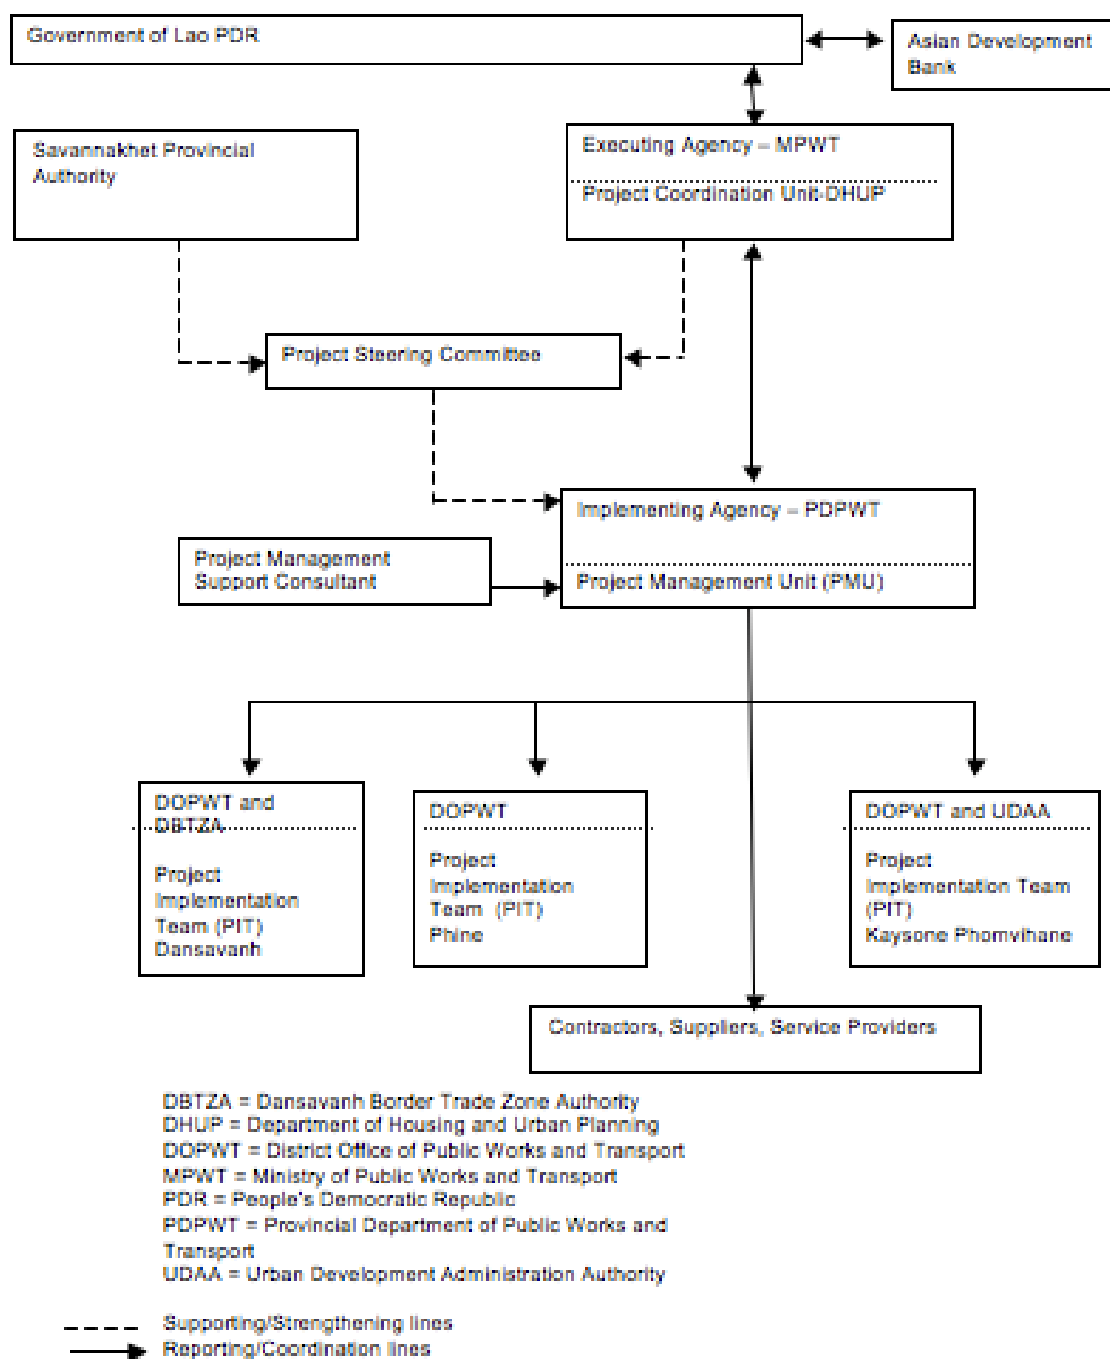 Government of Lao PDR
Asian Development
Bank
Savannakhet Provincial
Authority
Executing Agency – MPWT
Project Coordination Unit-DHUP
Project Steering Committee
Implementing Agency – PDPWT
Project Management
Support Consultant
Project Management Unit (PMU)
DOPWT and
DBTZA
Project
Implementation
Team (PIT)
Dansavanh
DOPWT
Project
Implementation
Team (PIT)
Phine
DOPWT and UDAA
Project
Implementation Team
(PIT)
Kaysone Phomvihane
Contractors, Suppliers, Service Providers
DBTZA = Dansavanh Border Trade Zone Authority
DHUP = Department of Housing and Urban Planning
DOPWT = District Office of Public Works and Transport
MPWT = Ministry of Public Works and Transport
PDR = People's Democratic Republic
PDPWT = Provincial Department of Public Works and
Transport
UDAA = Urban Development Administration Authority
Supporting/Strengthening lines
Reporting/Coordination lines